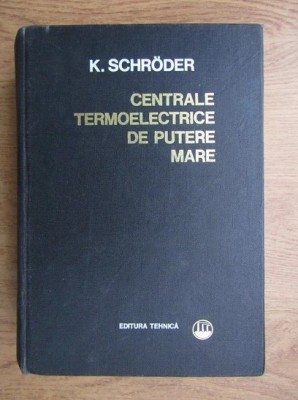 K. SCHRÖDER
CENTRALE
TERMOELECTRICE
DE PUTERE
MARE
EDITURA TEHNICĂ